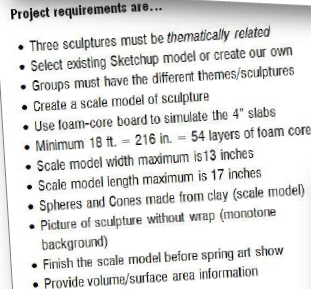 Project requirements are...
• Three sculptures must be thematically related
• Select existing Sketchup model or create our own
• Groups must have the different themes/sculptures
• Create a scale model of sculpture
• Use foam-core board to simulate the 4" slabs
• Minimum 18 ft. = 216 in. = 54 layers of foam core
• Scale model width maximum is13 inches
• Scale model length maximum is 17 inches
• Spheres and Cones made from clay (scale model)
• Picture of sculpture without wrap (monotone
background)
• Finish the scale model before spring art show
• Provide volume/surface area information